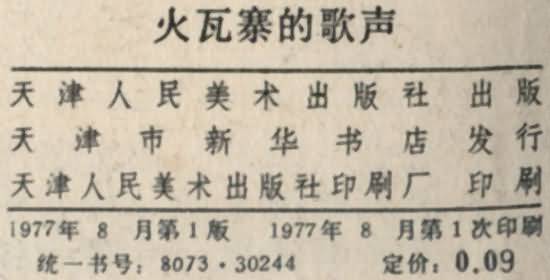 火瓦寨的歌声
天津人民美术出版社出版
天津市新华书店发行
天津人民美术出版社印刷厂印刷
1977年8月第1版 1977年8月第1次印刷
统一书号：8073·30244 定价：0.09